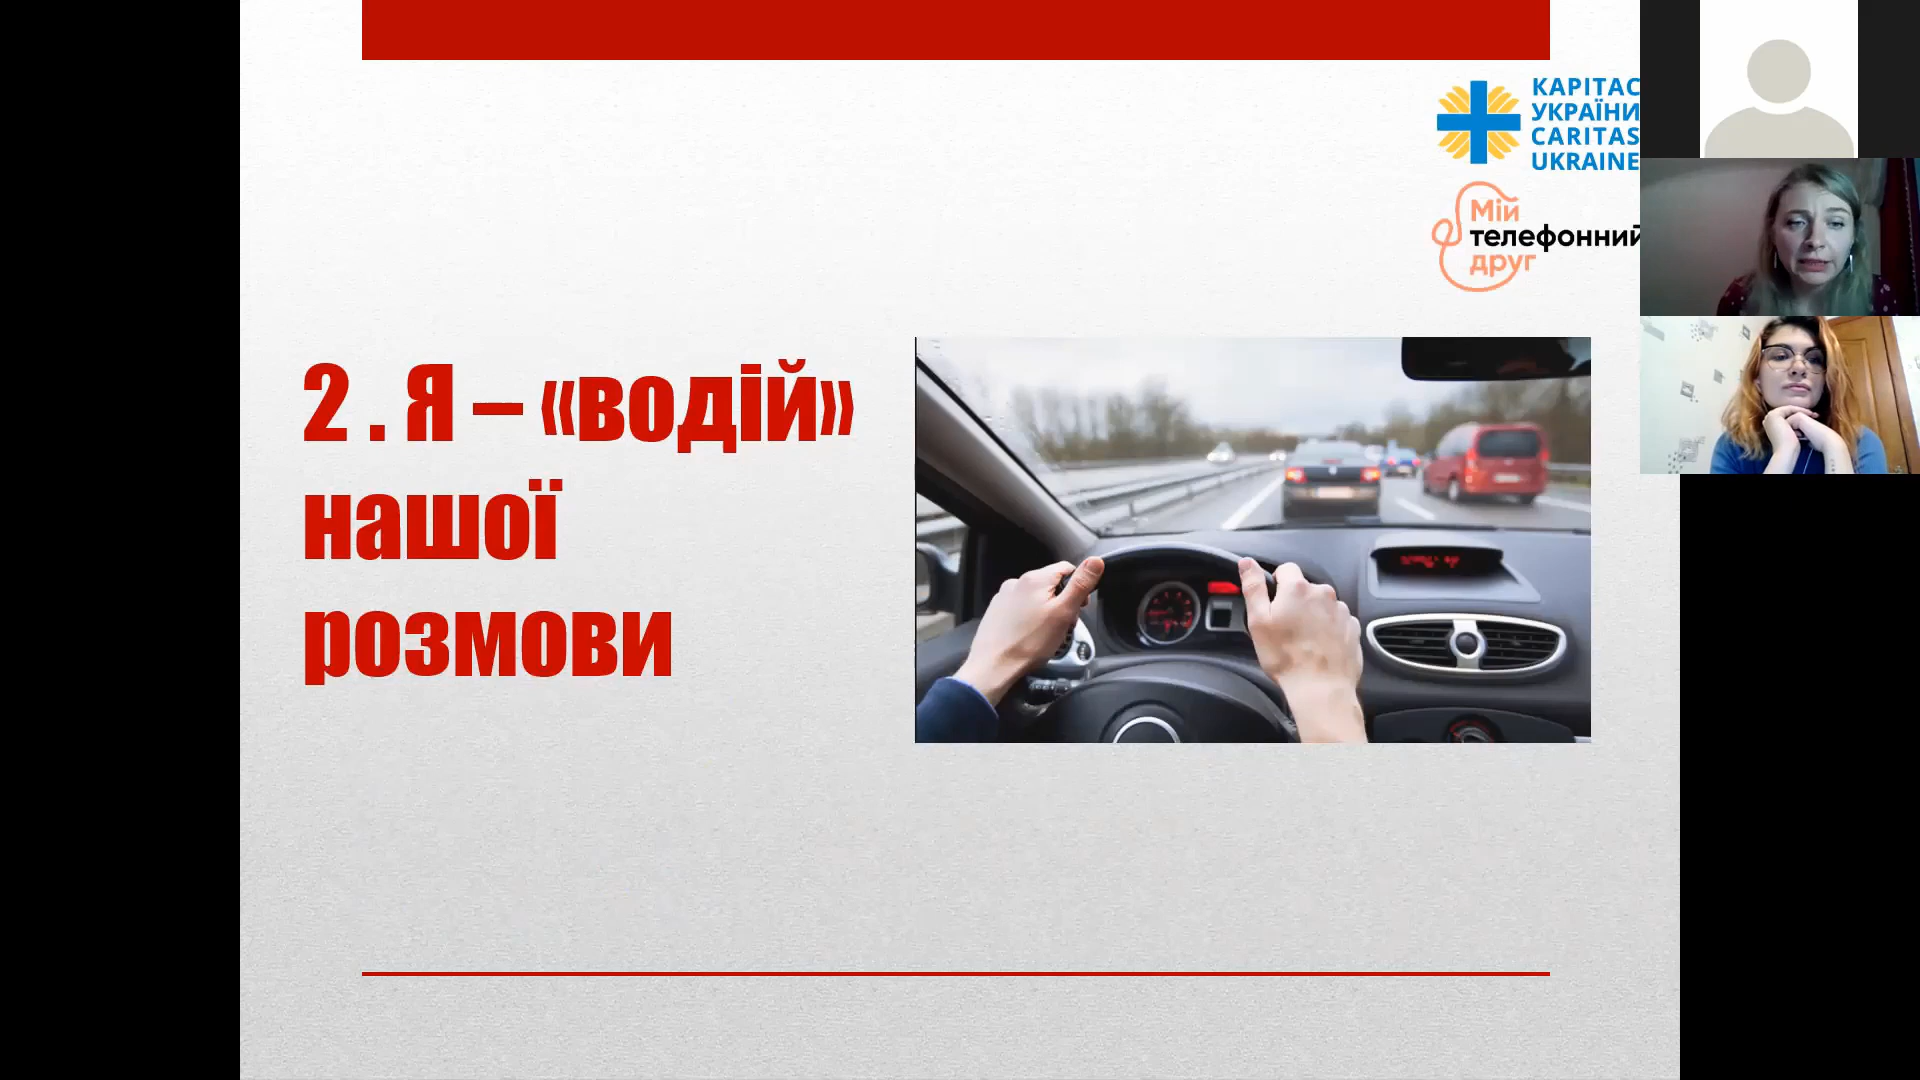 КАРІТАС
УКРАЇНИ
CARITAS
UKRAINE
Мій
телефонний
друг
2 . Я – «водій»
нашої
розмови